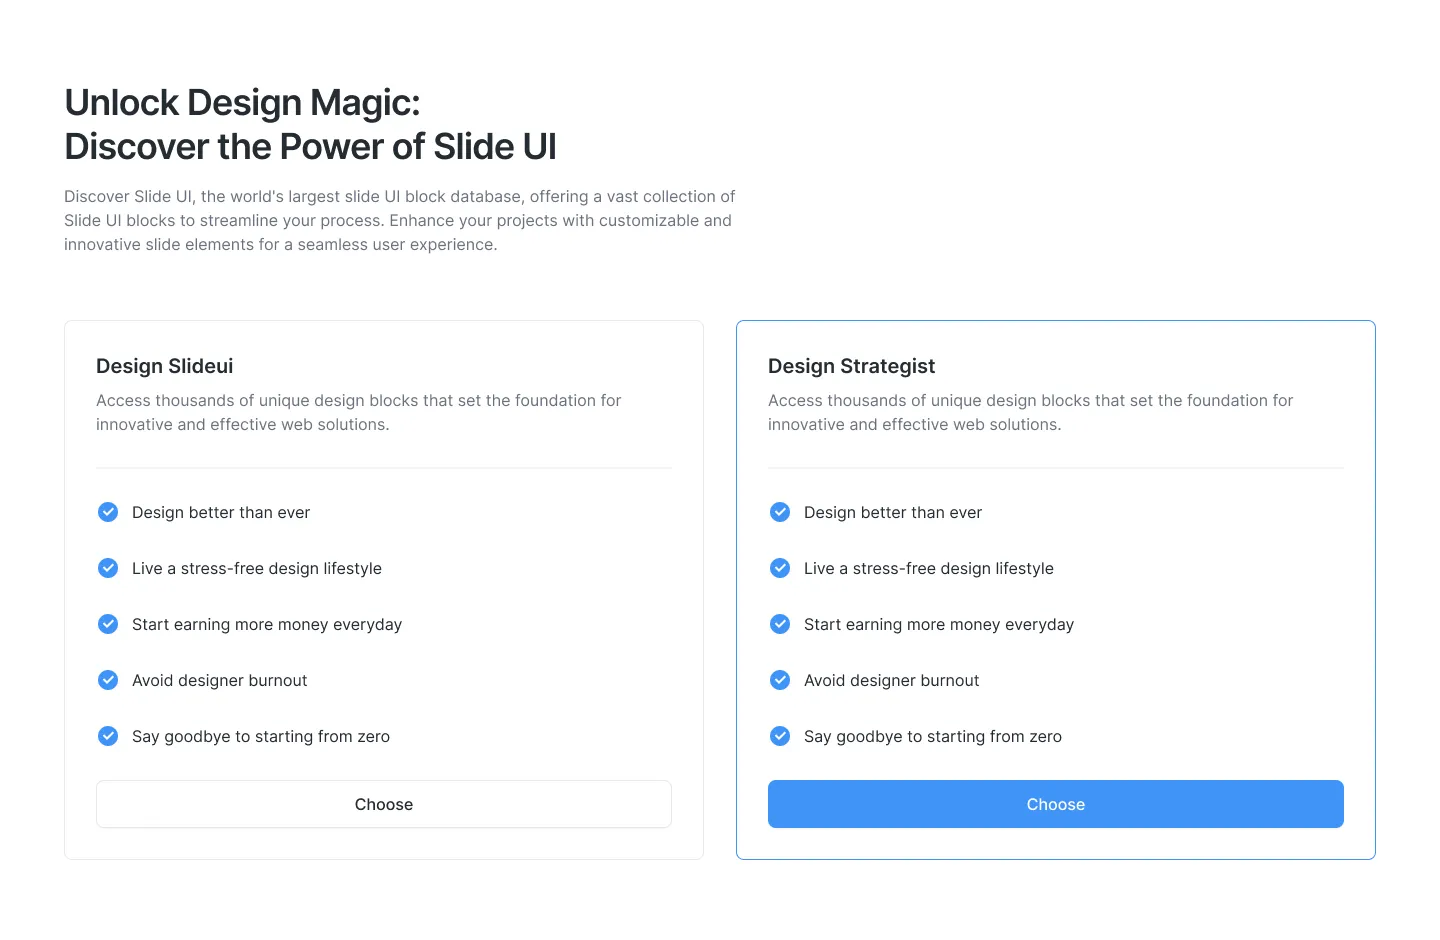 Unlock Design Magic:
Discover the Power of Slide UI
Discover Slide UI, the world's largest slide UI block database, offering a vast collection of
Slide UI blocks to streamline your process. Enhance your projects with customizable and
innovative slide elements for a seamless user experience.
Design Slideui
Access thousands of unique design blocks that set the foundation for
innovative and effective web solutions.
Design better than ever
Live a stress-free design lifestyle
Start earning more money everyday
Avoid designer burnout
Say goodbye to starting from zero
Choose
Design Strategist
Access thousands of unique design blocks that set the foundation for
innovative and effective web solutions.
Design better than ever
Live a stress-free design lifestyle
Start earning more money everyday
Avoid designer burnout
Say goodbye to starting from zero
Choose